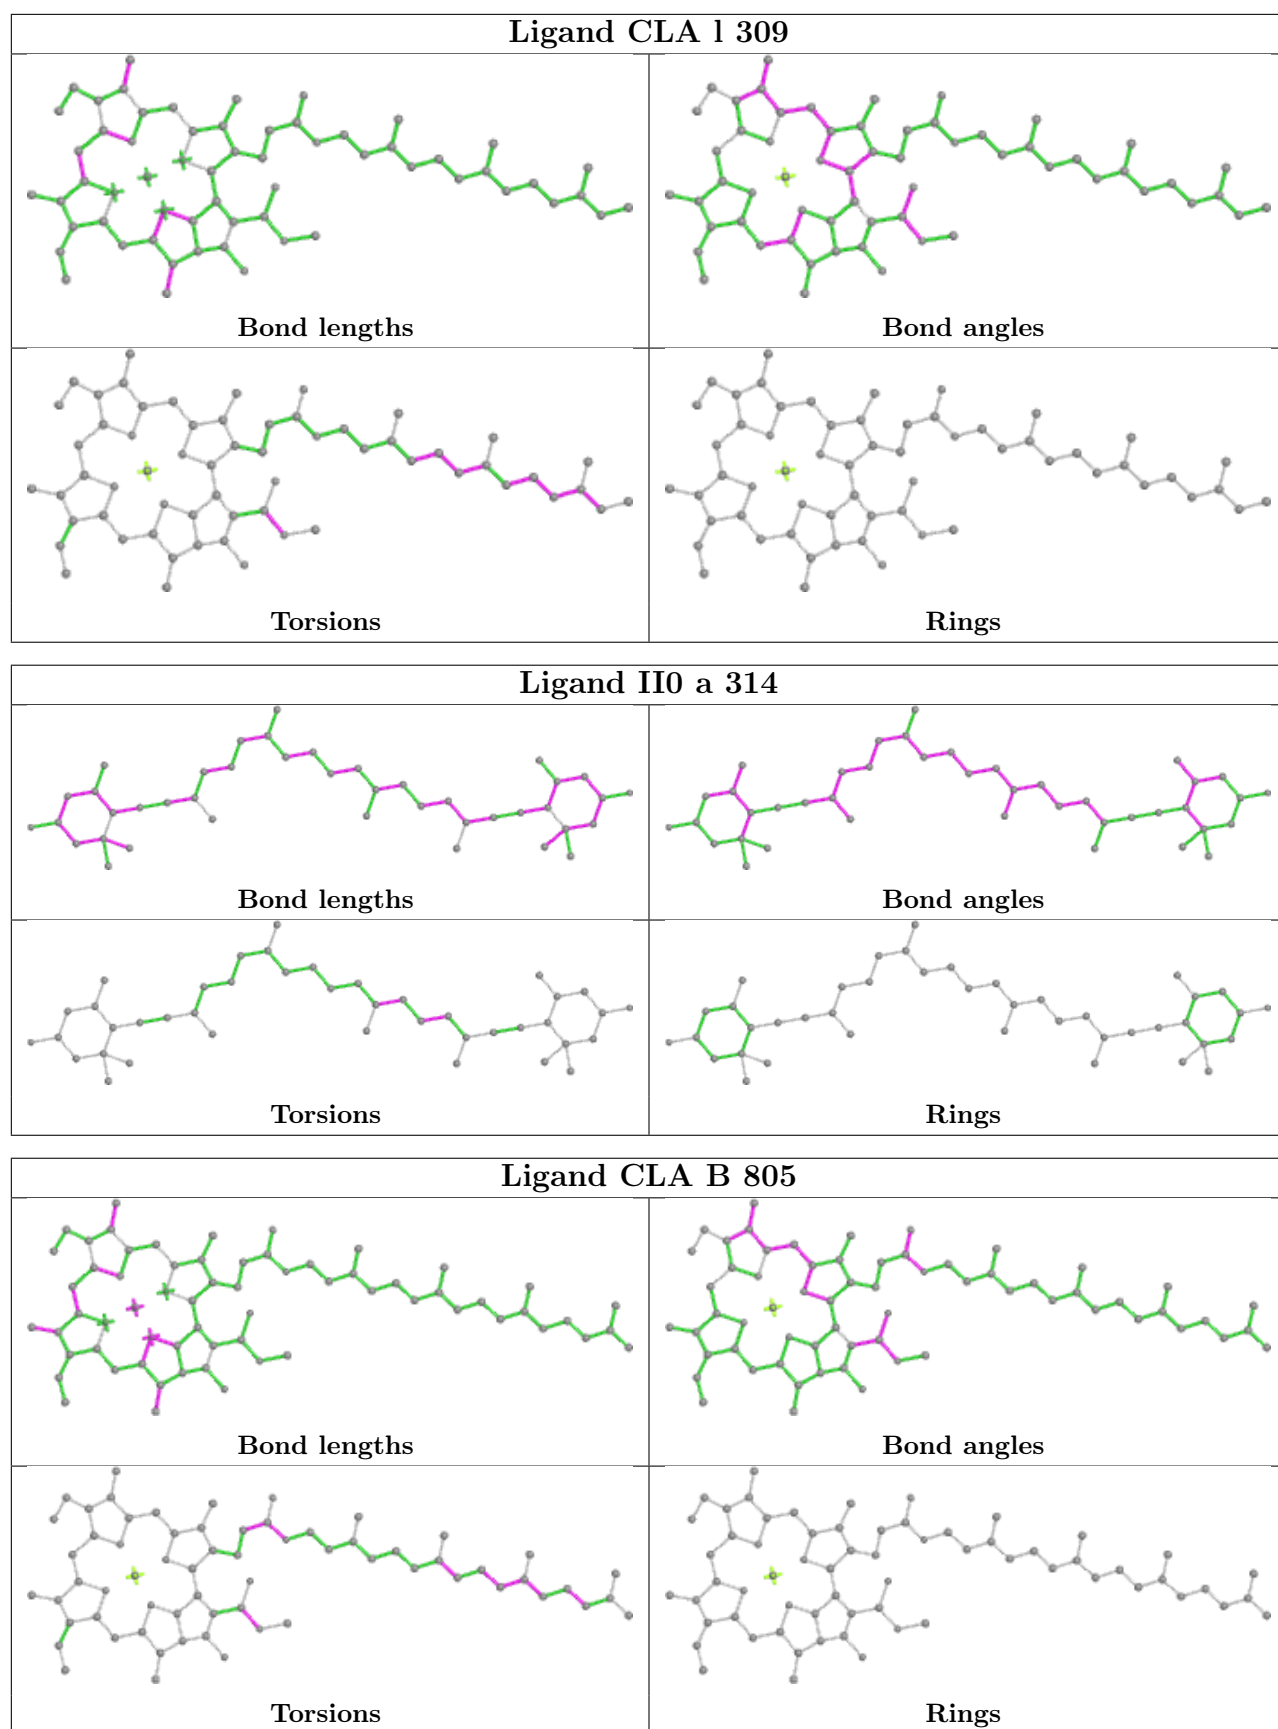 Ligand CLA l 309
Bond lengths
Bond angles
Torsions
Rings
Ligand II0 a 314
Bond lengths
Bond angles
Torsions
Rings
Ligand CLA B 805
Bond lengths
Bond angles
Torsions
Rings